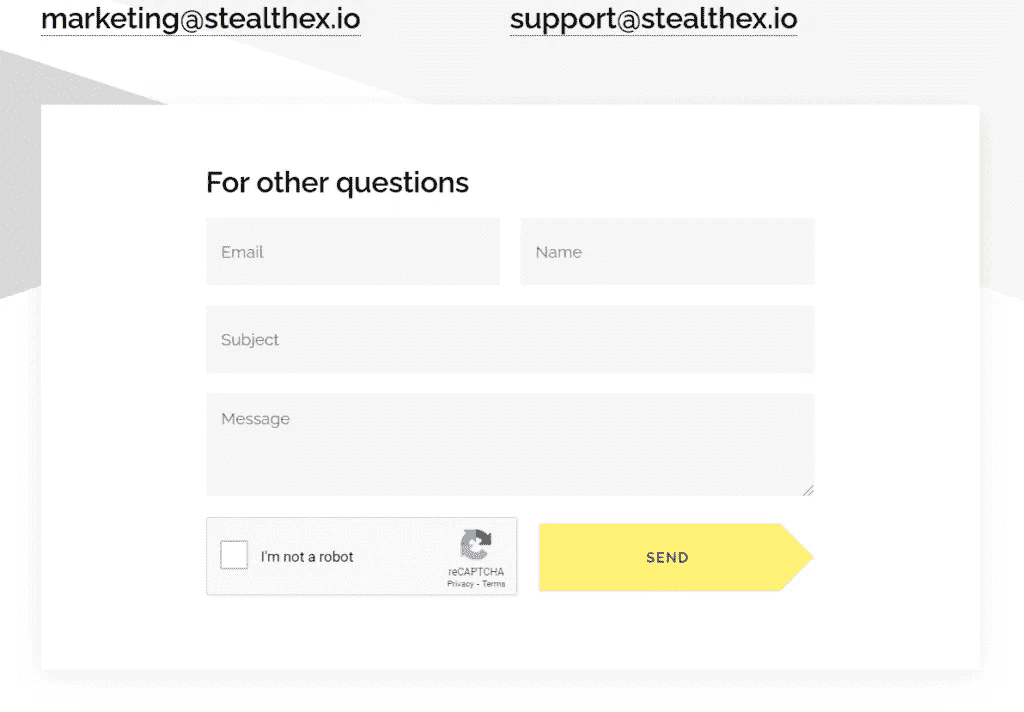 marketing@stealthex.io support@stealthex.io
For other questions
Email Name
Subject
Message
I'm not a robot
reCAPTCHA
Privacy - Terms
SEND